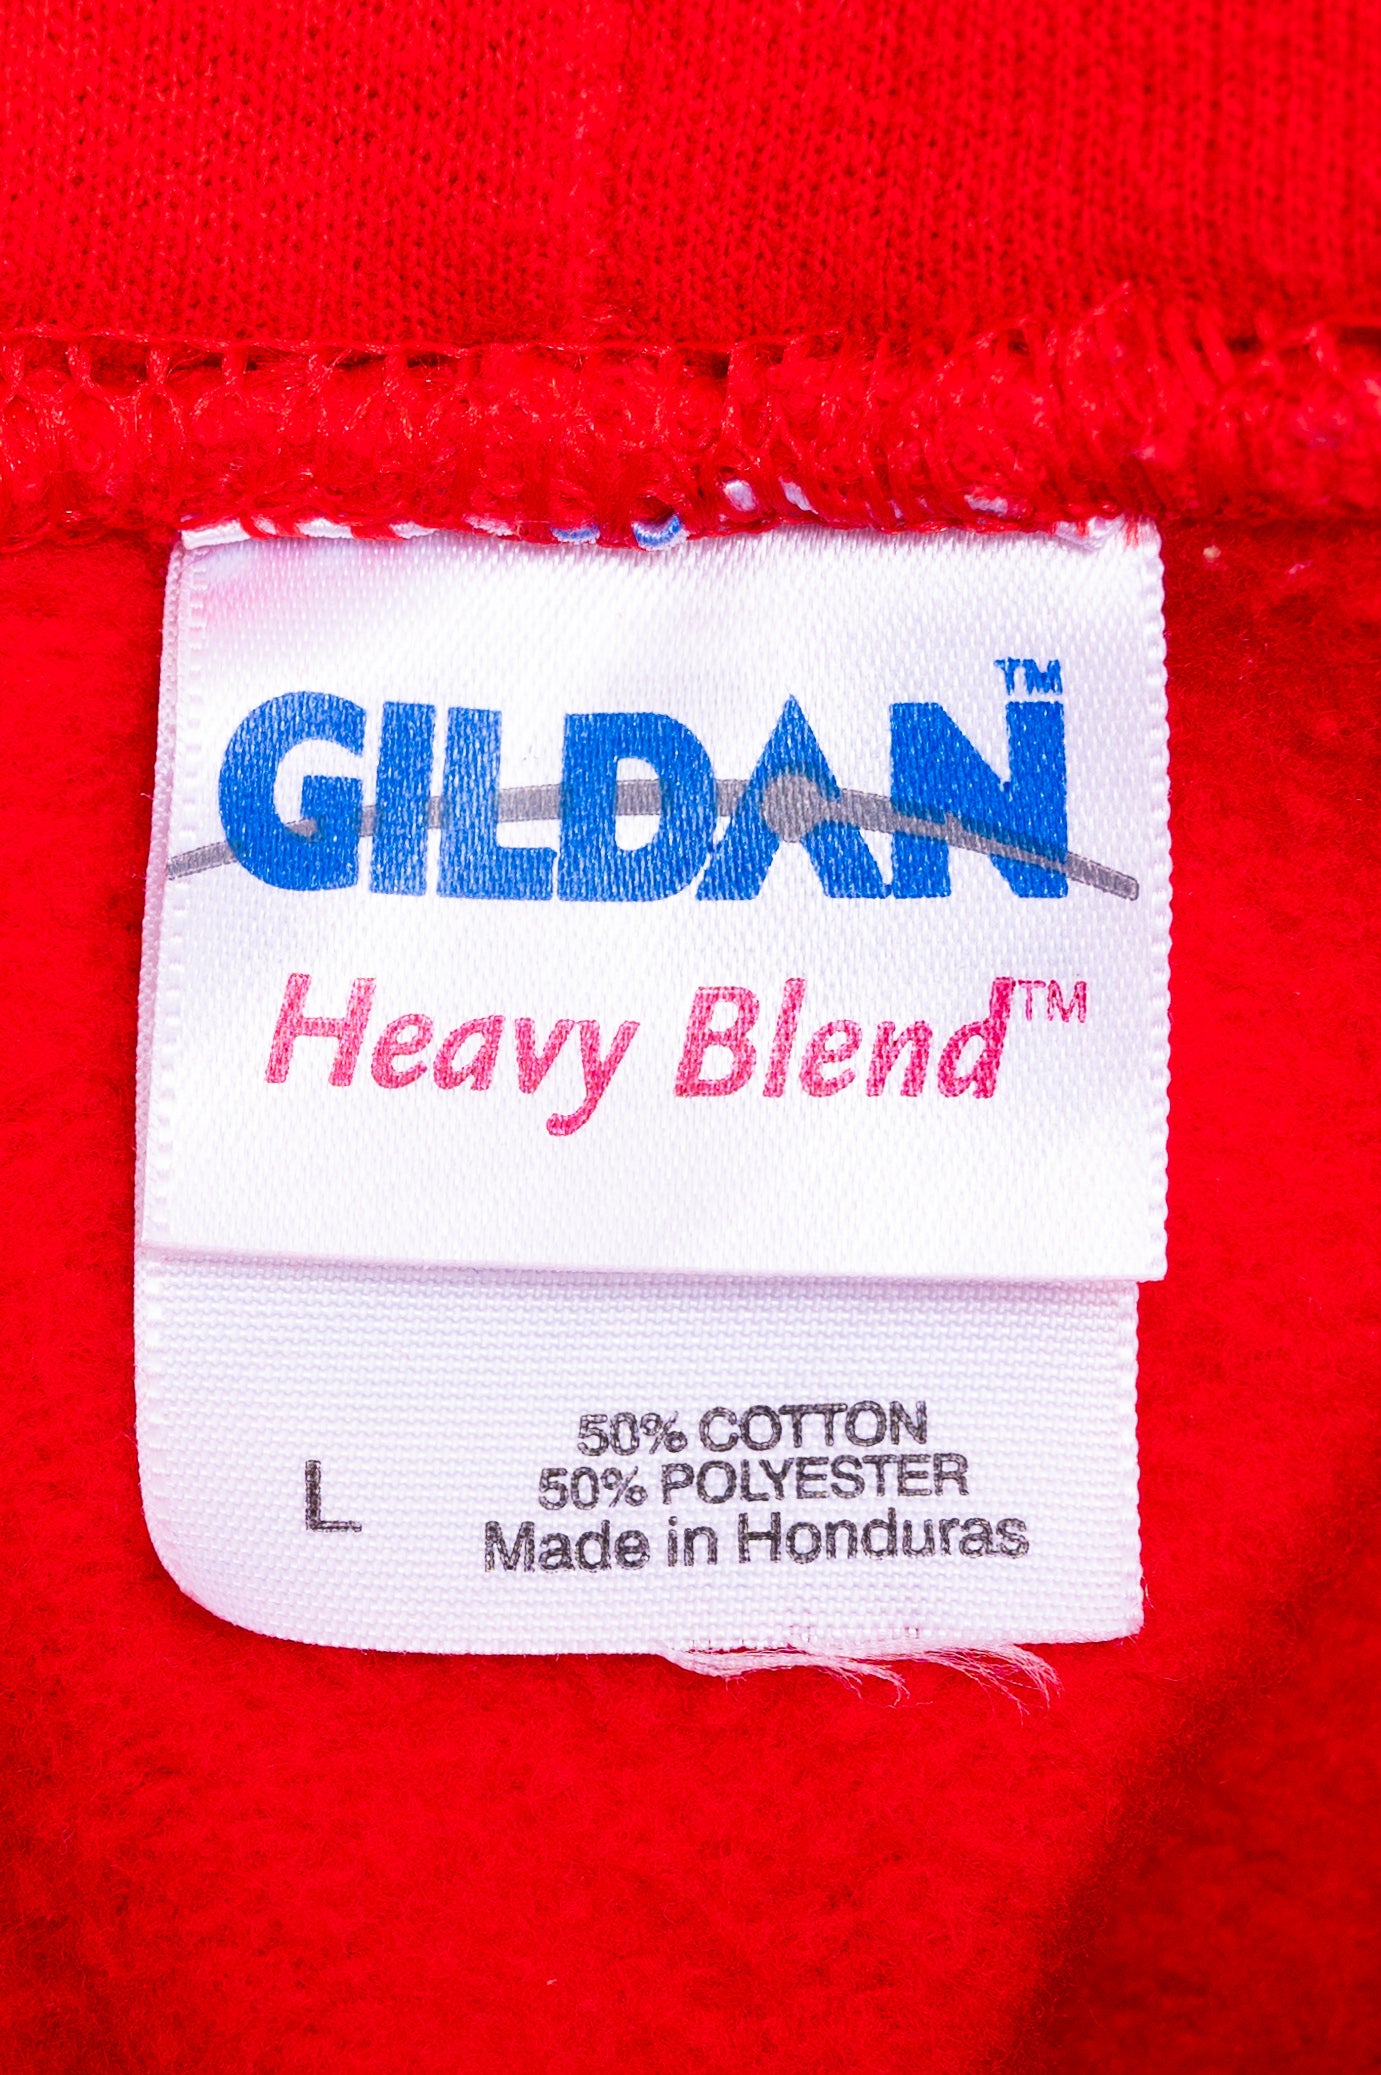 GILDAN™
Heavy Blend™
L
50% COTTON
50% POLYESTER
Made in Honduras